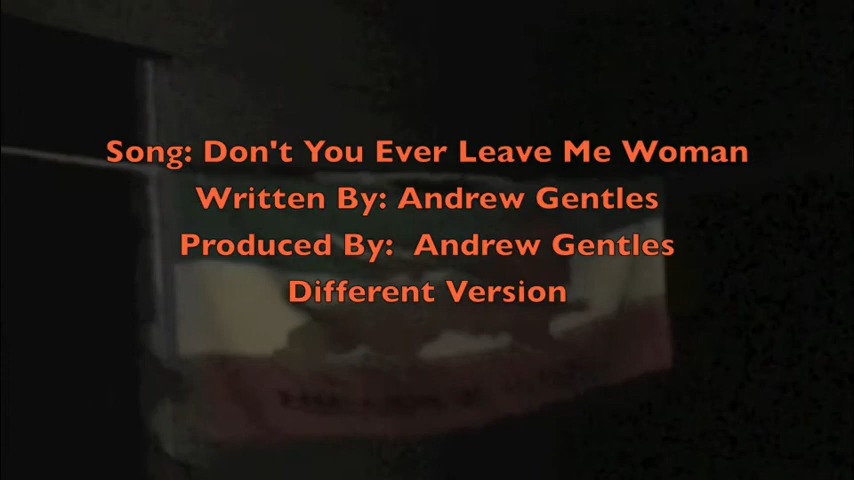 Song: Don't You Ever Leave Me Woman
Written By: Andrew Gentles
Produced By:  Andrew Gentles
Different Version